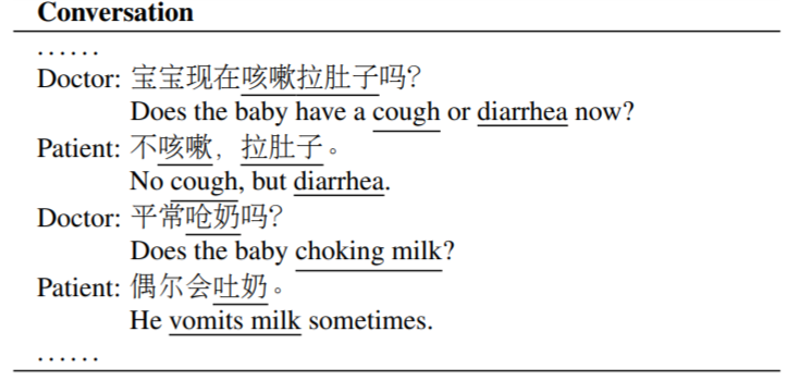 Conversation
......
Doctor: 宝宝现在咳嗽拉肚子吗?
Does the baby have a cough or diarrhea now?
Patient: 不咳嗽，拉肚子。
No cough, but diarrhea.
Doctor: 平常呛奶吗?
Does the baby choking milk?
Patient: 偶尔会吐奶。
He vomits milk sometimes.
......